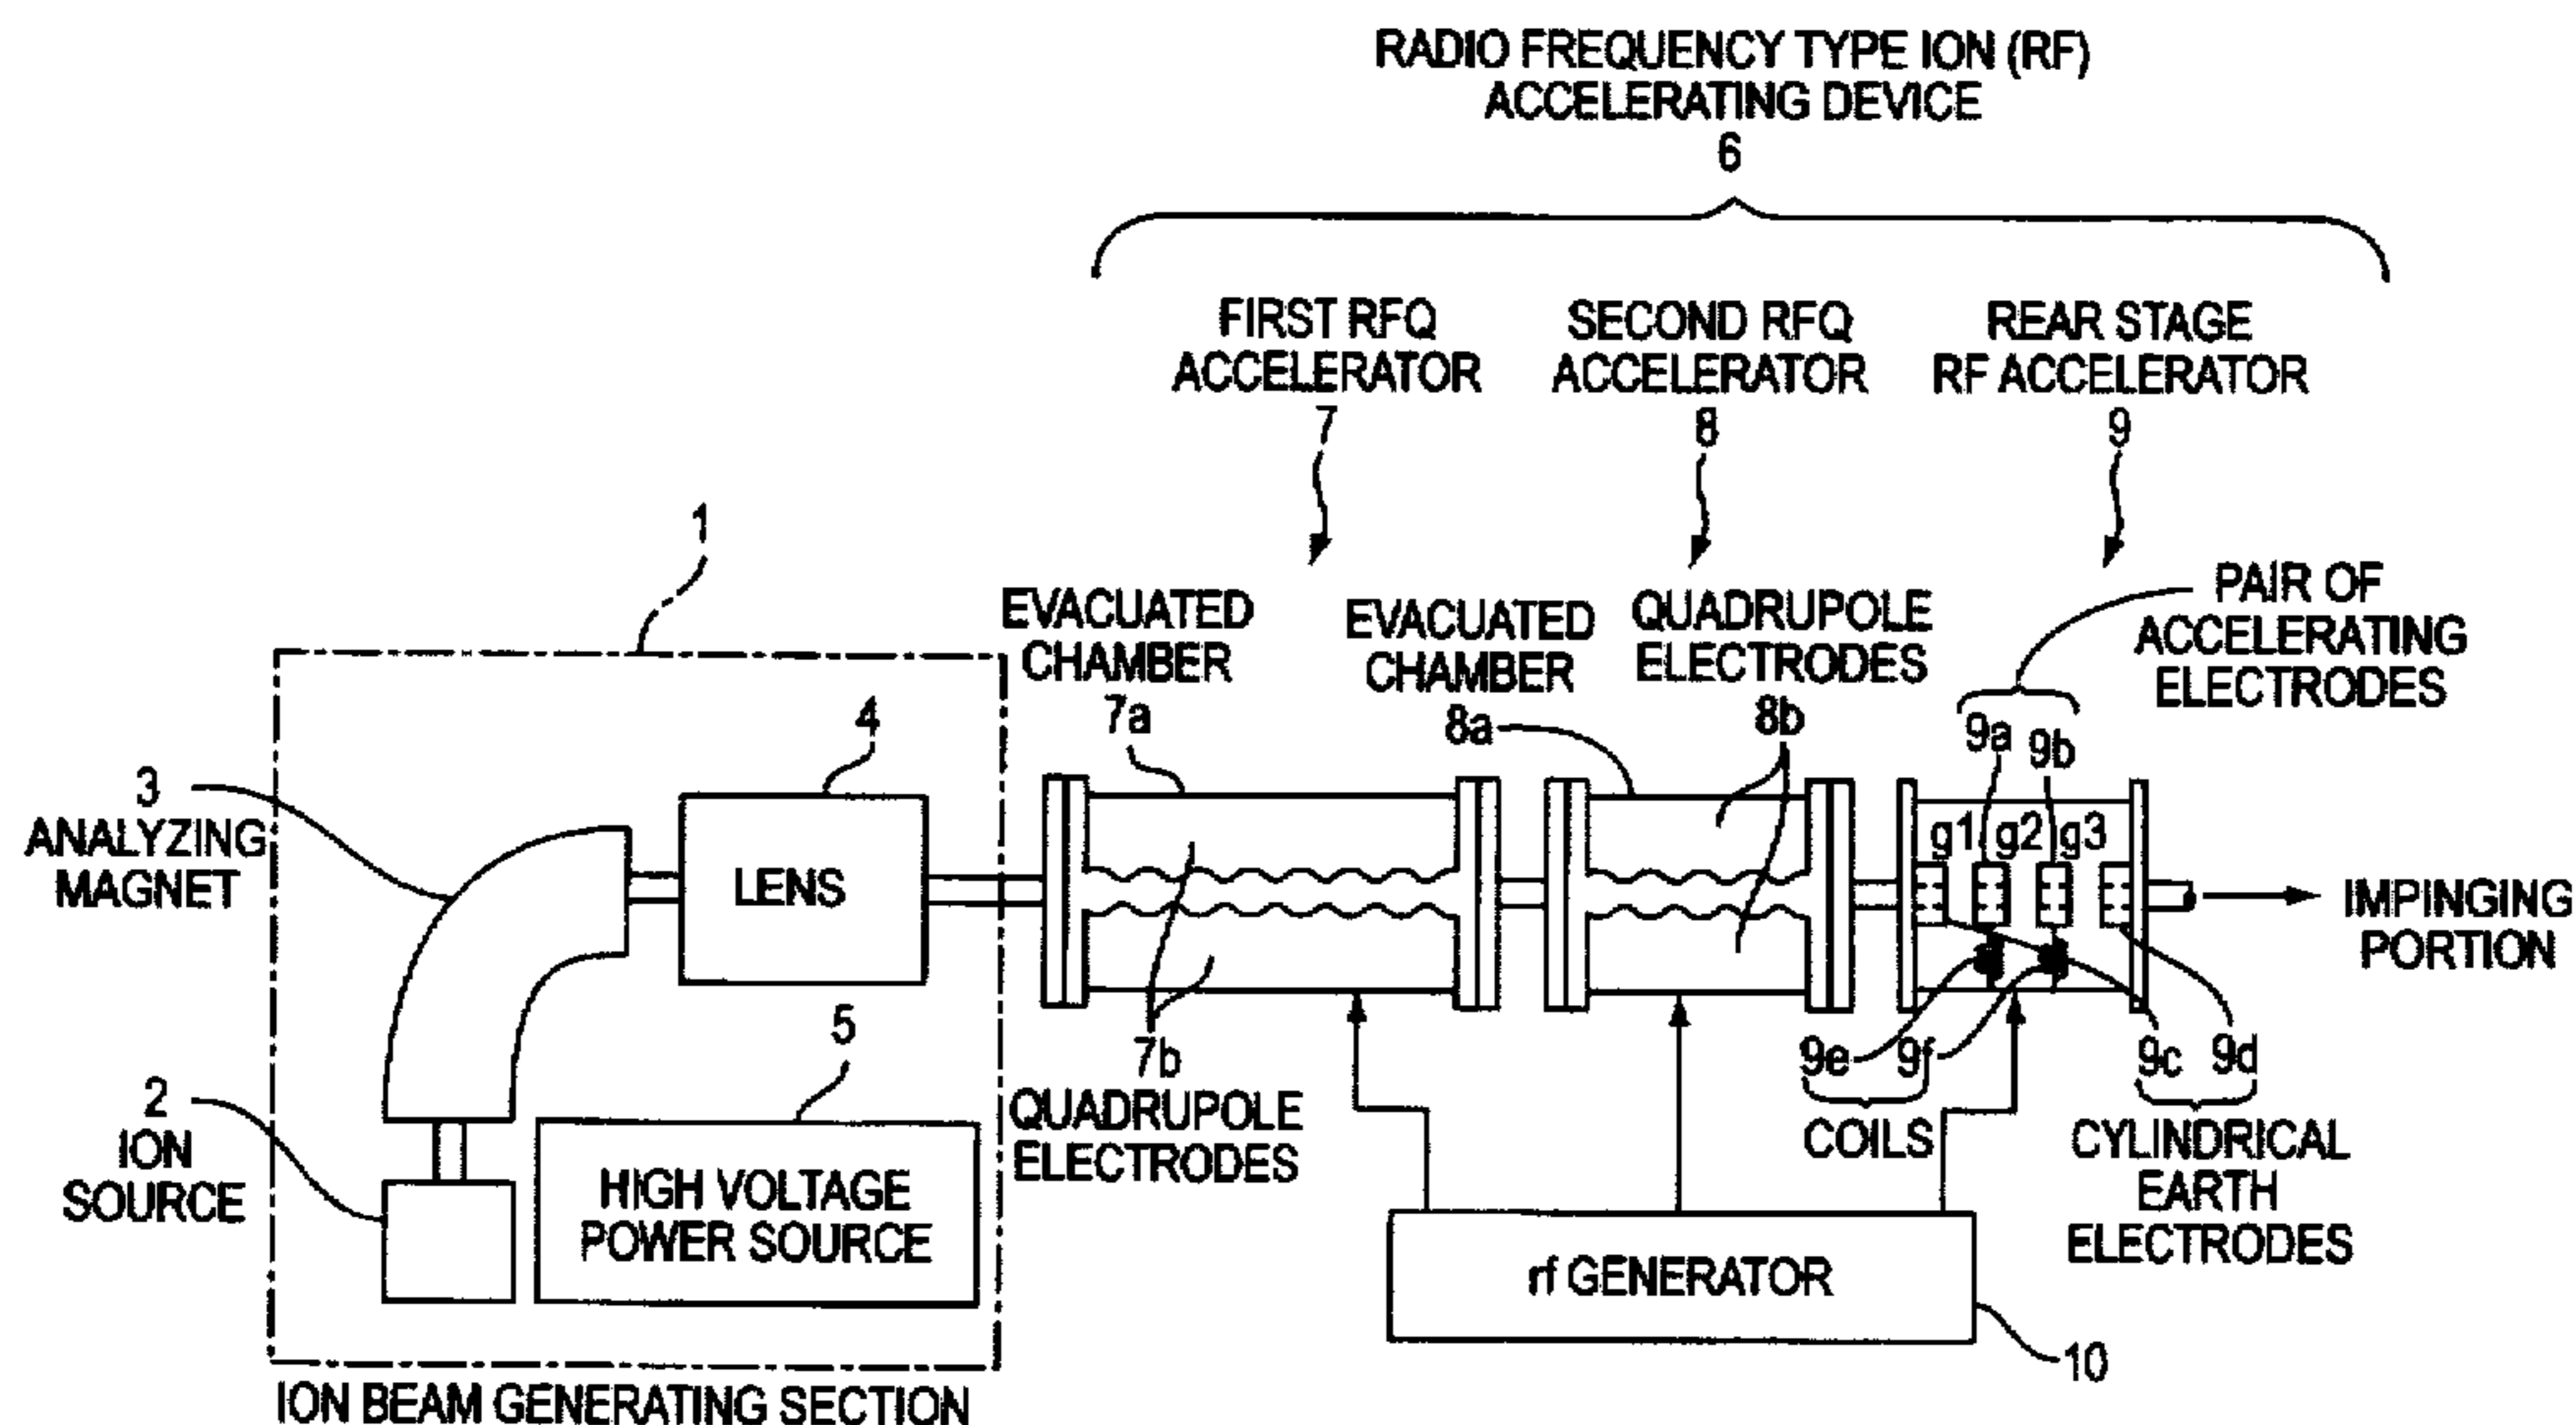 RADIO FREQUENCY TYPE ION (RF)
ACCELERATING DEVICE
6
FIRST RFQ
ACCELERATOR
7
SECOND RFQ
ACCELERATOR
8
REAR STAGE
RF ACCELERATOR
9
1
EVACUATED
CHAMBER
7a
EVACUATED
CHAMBER
8a
QUADRUPOLE
ELECTRODES
8b
PAIR OF
ACCELERATING
ELECTRODES
9a
9b
3
ANALYZING
MAGNET
4
LENS
g1
g2
g3
IMPINGING
PORTION
2
ION
SOURCE
5
HIGH VOLTAGE
POWER SOURCE
7b
QUADRUPOLE
ELECTRODES
9e
9f
COILS
9c
9d
CYLINDRICAL
EARTH
ELECTRODES
rf GENERATOR
10
ION BEAM GENERATING SECTION